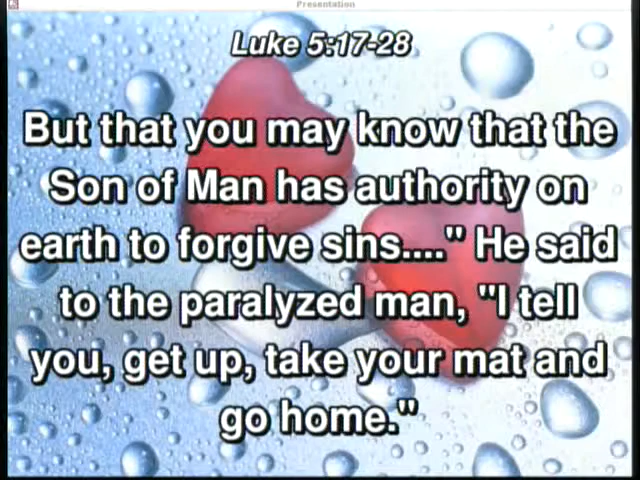 Presentation
Luke 5:17-28
But that you may know that the
Son of Man has authority on
earth to forgive sins...." He said
to the paralyzed man, "I tell
you, get up, take your mat and
go home."